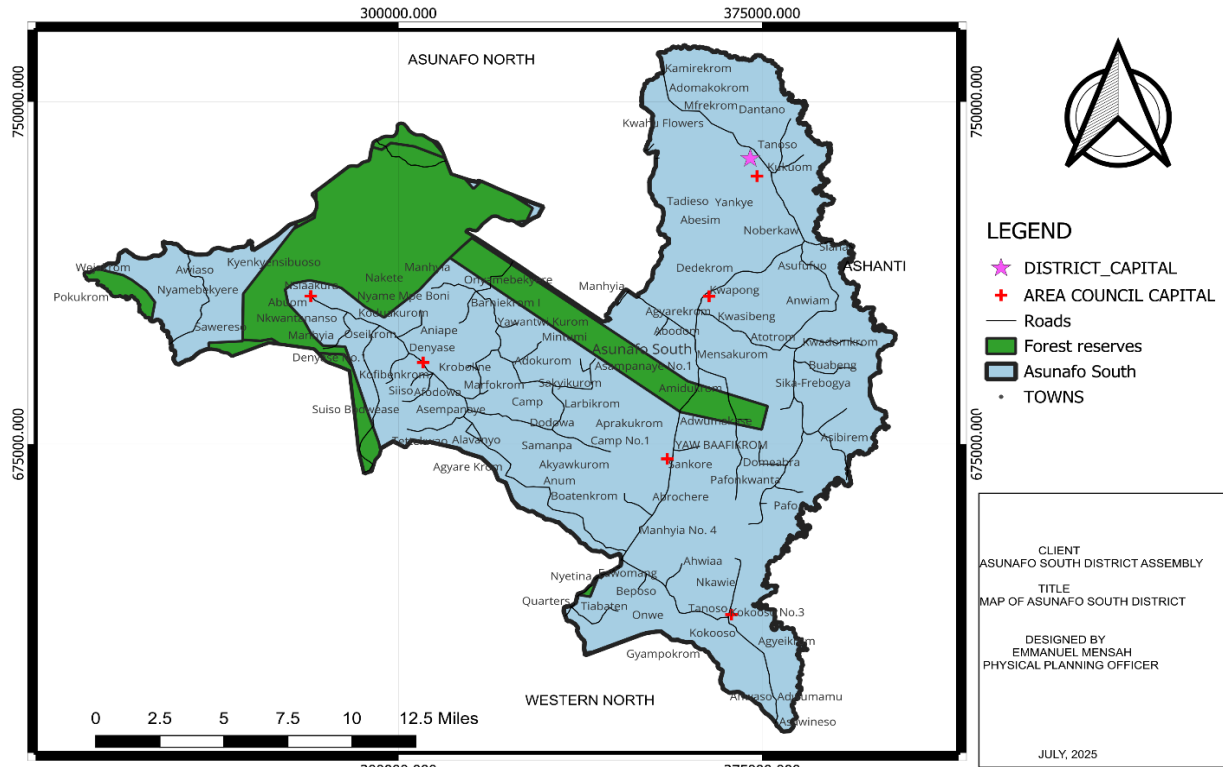 300000.000
375000.000
ASUNAFO NORTH
Kamirekrom
Adomakokrom
750000.000
750000.000
Mfrekrom
Dantano
Kwahu Flowers
Tanoso
Kukuom
Tadieso
Yankye
Abesim
Noberkaw
Kyenkyensibuoso
Asufufuo
ASHANTI
Awiaso
Manhyia
Dedekrom
Pokukrom
Nyamebekyere
Nakete
Onyamebekyere
Manhyia
Kwapong
Abuom
Nyame Mpe Boni
Barniekrom I
Anwiam
Nkwantananso
Koduakurom
Agyarekrom
Kwasibeng
Sawereso
Manhyia
Oseikrom
Aniape
Yawantwi Kurom
Abodom
Mintumi
Atotrom
Kwadomkrom
Denyase
Asunafo South
Mensakurom
Denyase No.1
Kroboline
Adokurom
Asampanaye No.1
Buabeng
Kofibenkrom
Marfokrom
Sakyikurom
Sika-Frebogya
Siiso
Afodowa
Amidukrom
Camp
Larbikrom
Asempanaye
Dodowa
Aprakukrom
Alavanyo
Samanpa
Camp No.1
YAW BAAFIKROM
Asibirem
675000.000
675000.000
Agyare Krom
Akyawkurom
Sankore
Domeabra
Anum
Pafonkwanta
Boatenkrom
Abrochere
Manhyia No. 4
Ahwiaa
Nyetina
Nkawie
Beposo
Quarters
Tiabaten
Onwe
Tanoso
Kokooso No.3
Kokooso
Gyampokrom
WESTERN NORTH
Asawineso
0 2.5 5 7.5 10 12.5 Miles
LEGEND
DISTRICT_CAPITAL
AREA COUNCIL CAPITAL
Roads
Forest reserves
Asunafo South
TOWNS
CLIENT
ASUNAFO SOUTH DISTRICT ASSEMBLY
TITLE
MAP OF ASUNAFO SOUTH DISTRICT
DESIGNED BY
EMMANUEL MENSAH
PHYSICAL PLANNING OFFICER
JULY, 2025